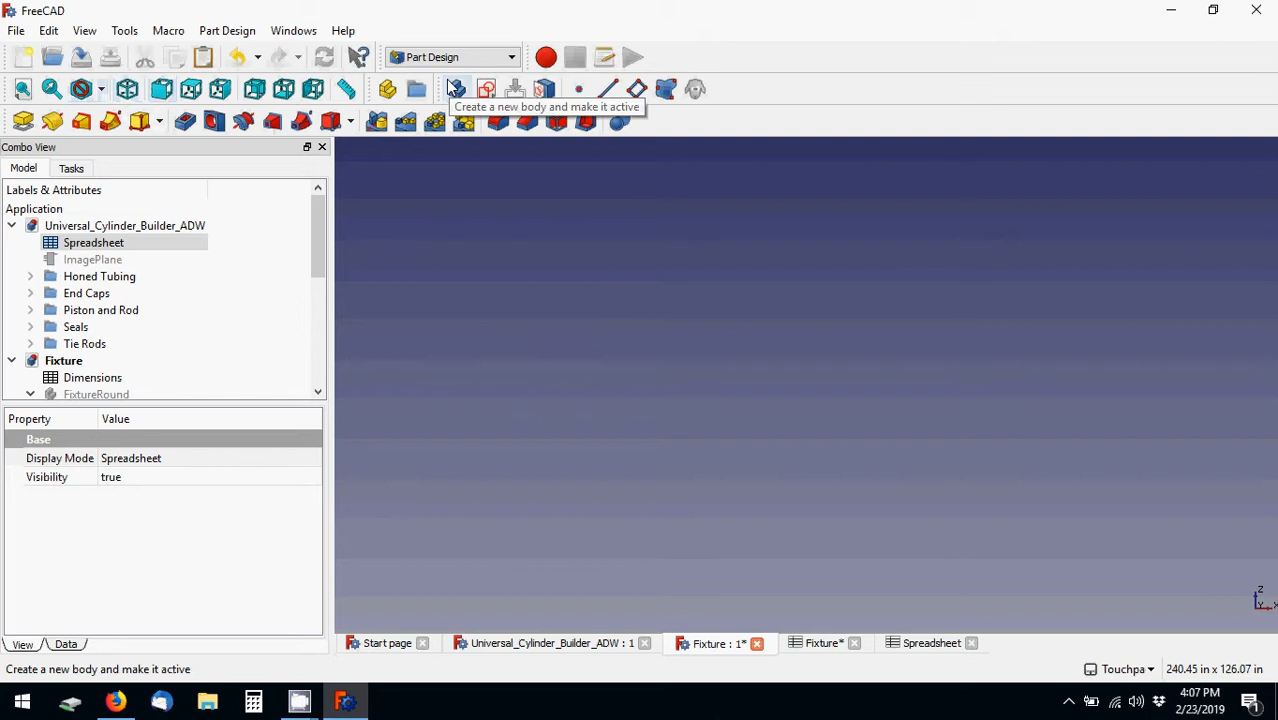 FreeCAD
File Edit View Tools Macro Part Design Windows Help
Part Design
Create a new body and make it active
Combo View
Model Tasks
Labels & Attributes
Application
Universal_Cylinder_Builder_ADW
Spreadsheet
ImagePlane
Honed Tubing
End Caps
Piston and Rod
Seals
Tie Rods
Fixture
Dimensions
FixtureRound
Property Value
Base
Display Mode Spreadsheet
Visibility true
Z
Y X
View Data
Start page Universal_Cylinder_Builder_ADW : 1 Fixture : 1* Fixture* Spreadsheet
Create a new body and make it active Touchpa 240.45 in x 126.07 in
4:07 PM
2/23/2019
1